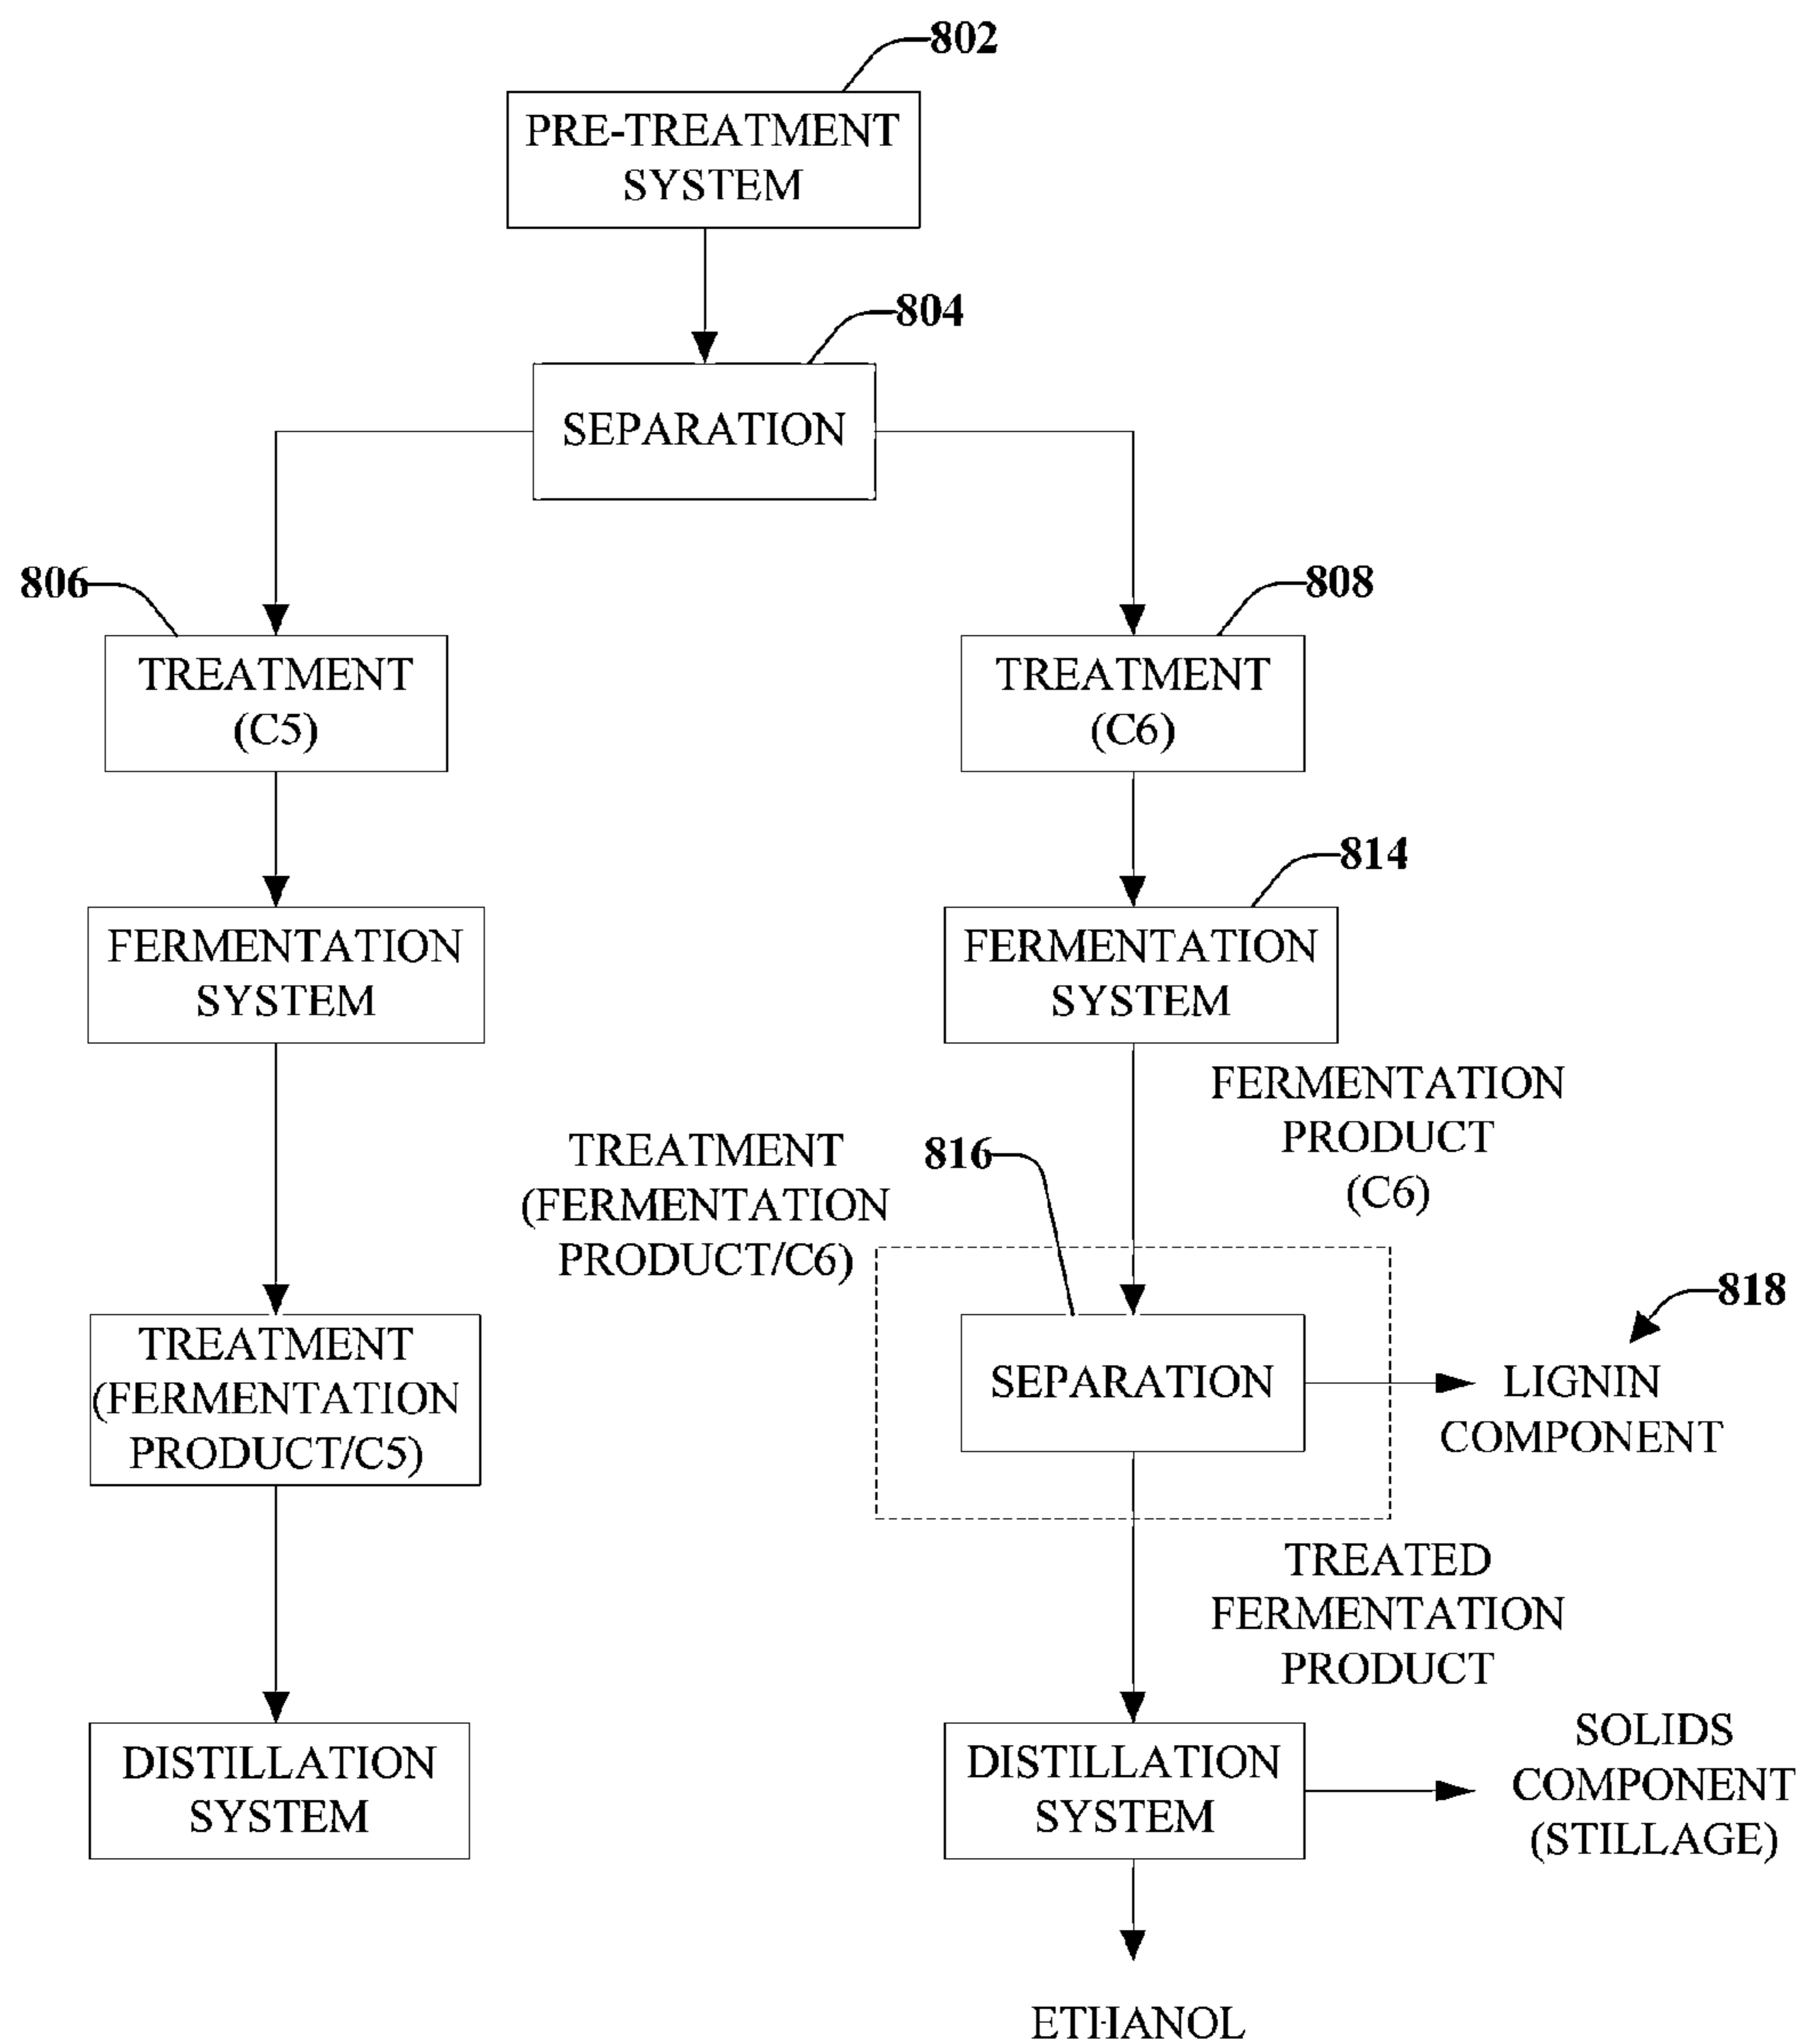 802
PRE-TREATMENT
SYSTEM
804
SEPARATION
806
808
TREATMENT
(C5)
TREATMENT
(C6)
814
FERMENTATION
SYSTEM
FERMENTATION
SYSTEM
FERMENTATION
PRODUCT
(C6)
TREATMENT
(FERMENTATION
PRODUCT/C6)
816
818
TREATMENT
(FERMENTATION
PRODUCT/C5)
SEPARATION
LIGNIN
COMPONENT
TREATED
FERMENTATION
PRODUCT
DISTILLATION
SYSTEM
DISTILLATION
SYSTEM
SOLIDS
COMPONENT
(STILLAGE)
ETHANOL